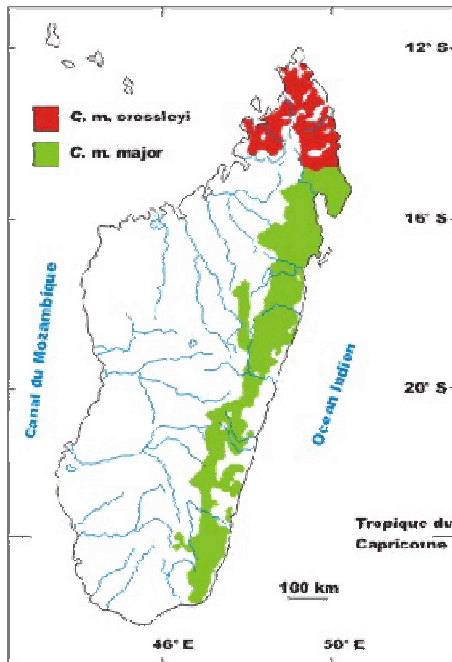 12° S
C. m. crossleyi
C. m. major
16° S
Canal du Mozambique
20° S
Ocean Indien
Tropique du
Capricorne
100 km
46° E
50° E